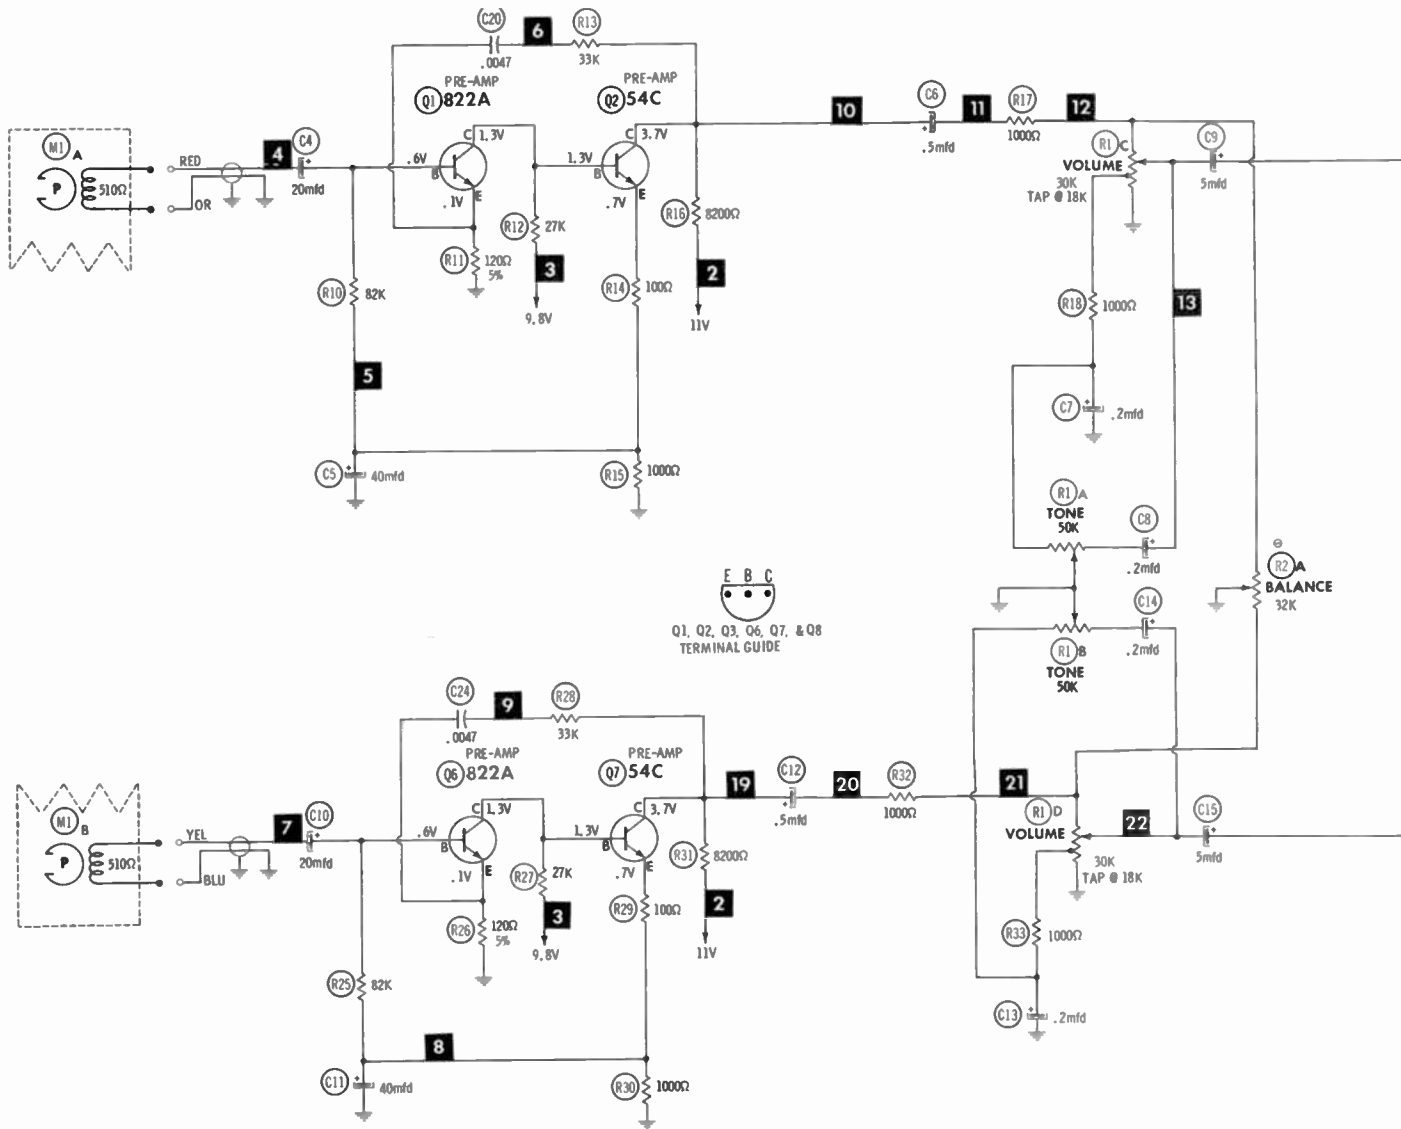 C20
6
R13
.0047
33K
PRE-AMP
Q1 822A
PRE-AMP
Q2 54C
10
C6
11
R17
12
.5mfd
1000Ω
M1 A
P
510Ω
RED
OR
4
C4
20mfd
C 1.3V
.6V
B
E
.1V
C 3.7V
1.3V
B
E
.7V
R12
27K
R16
8200Ω
R11
120Ω
5%
3
9.8V
2
11V
R10
82K
R14
100Ω
5
C5
40mfd
R15
1000Ω
R1 C
VOLUME
30K
TAP @ 18K
C9
5mfd
R18
1000Ω
13
C7
.2mfd
R1 A
TONE
50K
C8
.2mfd
R2 A
BALANCE
32K
C14
.2mfd
R1 B
TONE
50K
E B C
Q1, Q2, Q3, Q6, Q7, & Q8
TERMINAL GUIDE
C24
9
R28
.0047
33K
PRE-AMP
Q6 822A
PRE-AMP
Q7 54C
19
C12
20
R32
21
.5mfd
1000Ω
M1 B
P
510Ω
YEL
BLU
7
C10
20mfd
C 1.3V
.6V
B
E
.1V
C 3.7V
1.3V
B
E
.7V
R27
27K
R31
8200Ω
R26
120Ω
5%
3
9.8V
R29
100Ω
2
11V
R25
82K
8
C11
40mfd
R30
1000Ω
R1 D
VOLUME
30K
TAP @ 18K
22
C15
5mfd
R33
1000Ω
C13
.2mfd